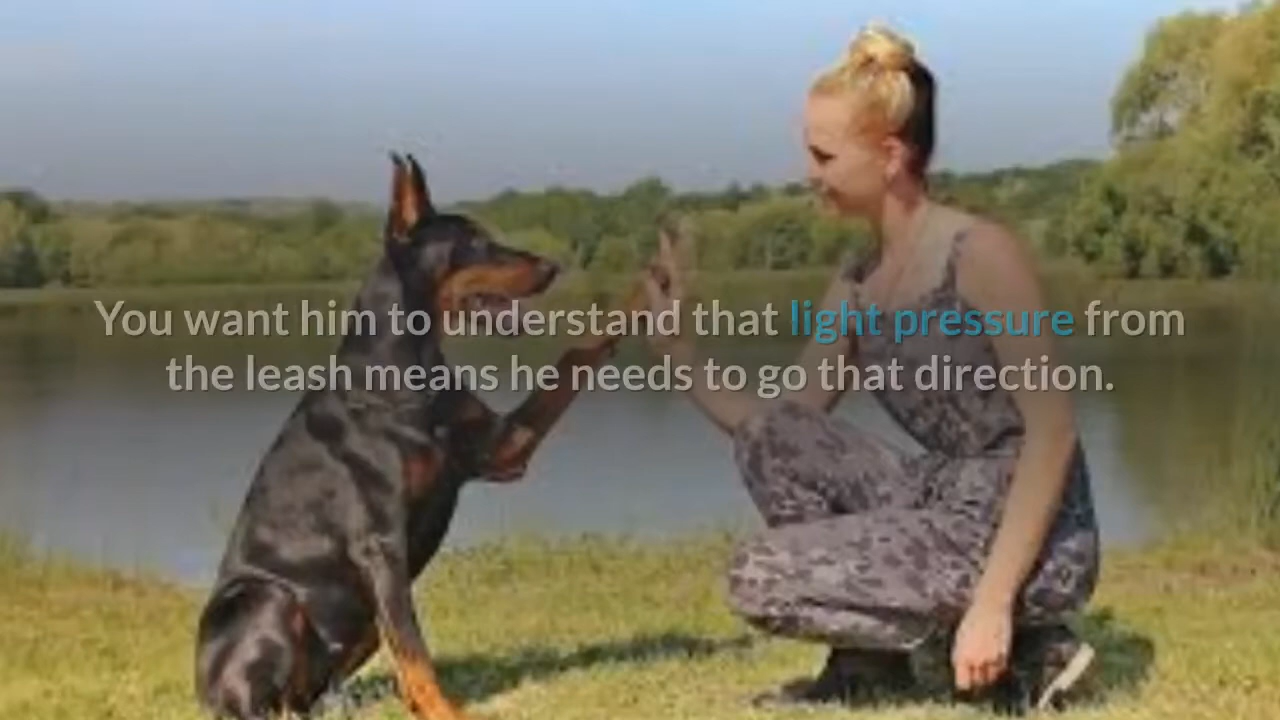 You want him to understand that light pressure from
the leash means he needs to go that direction.